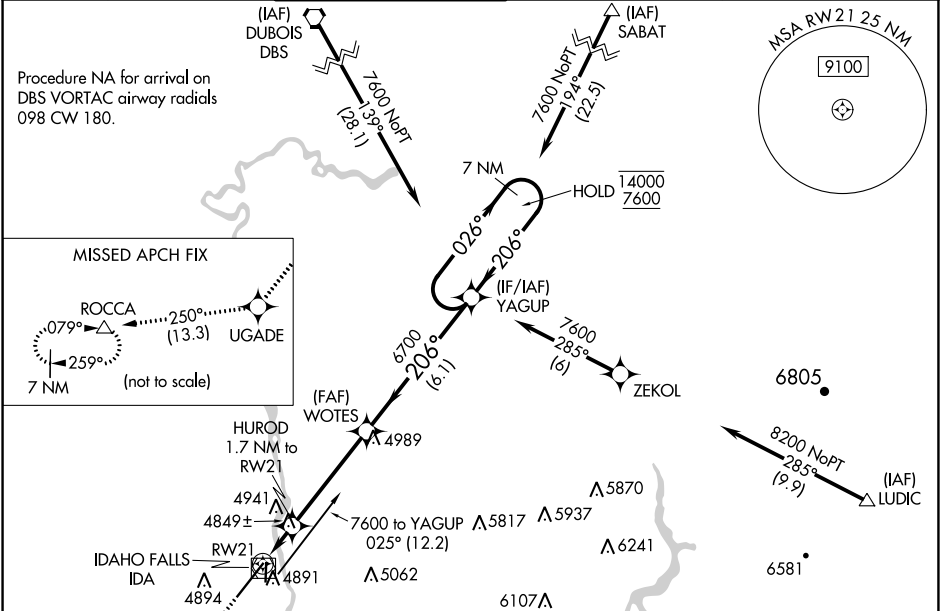 (IAF)
DUBOIS
DBS
(IAF)
SABAT
MSA RW21 25 NM
9100
Procedure NA for arrival on
DBS VORTAC airway radials
098 CW 180.
7600 NoPT
139°
(28.1)
7600 NoPT
194°
(22.5)
7 NM
HOLD
14000
7600
026°
206°
(IF/IAF)
YAGUP
MISSED APCH FIX
ROCCA
079°
250°
(13.3)
UGADE
259°
7 NM
(not to scale)
6700
206°
(6.1)
7600
285°
(6)
ZEKOL
6805
(FAF)
WOTES
4989
HUROD
1.7 NM to
RW21
8200 NoPT
285°
(9.9)
(IAF)
LUDIC
4941
4849±
5870
5937
5817
7600 to YAGUP
025° (12.2)
6241
IDAHO FALLS
IDA
RW21
4891
4894
5062
6581
6107